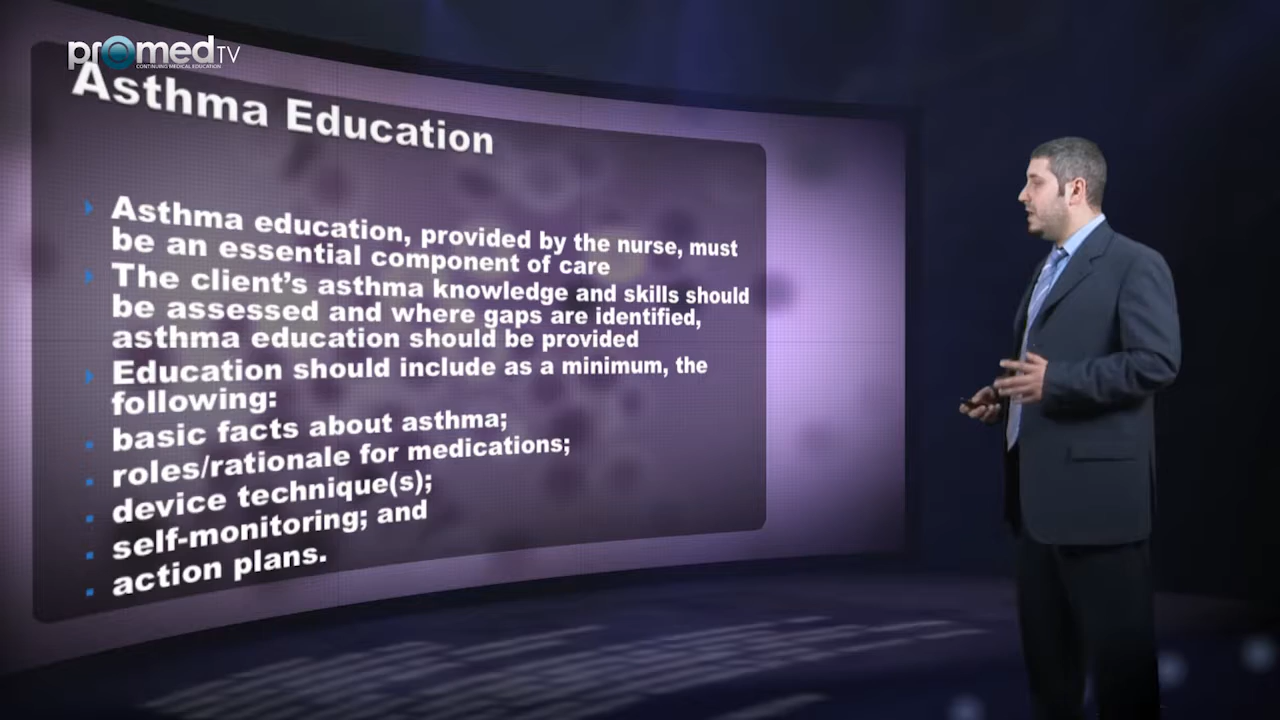 promedTV
CONTINUING MEDICAL EDUCATION
Asthma Education
Asthma education, provided by the nurse, must
be an essential component of care
The client's asthma knowledge and skills should
be assessed and where gaps are identified,
asthma education should be provided
Education should include as a minimum, the
following:
basic facts about asthma;
roles/rationale for medications;
device technique(s);
self-monitoring; and
action plans.